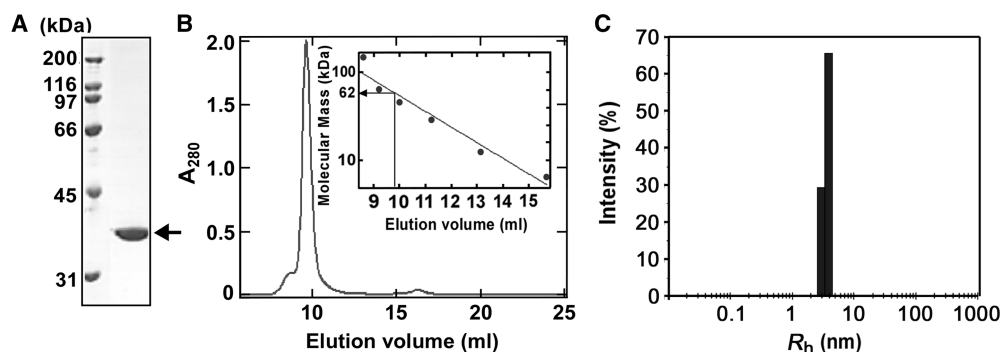 A (kDa)
200
116
97
66
45
31
B
2.0
1.5
1.0
0.5
0
A280
10
15
20
25
Elution volume (ml)
Molecular Mass (kDa)
100
62
10
9 10 11 12 13 14 15
Elution volume (ml)
C
70
60
50
40
30
20
10
0
Intensity (%)
0.1 1 10 100 1000
Rh (nm)